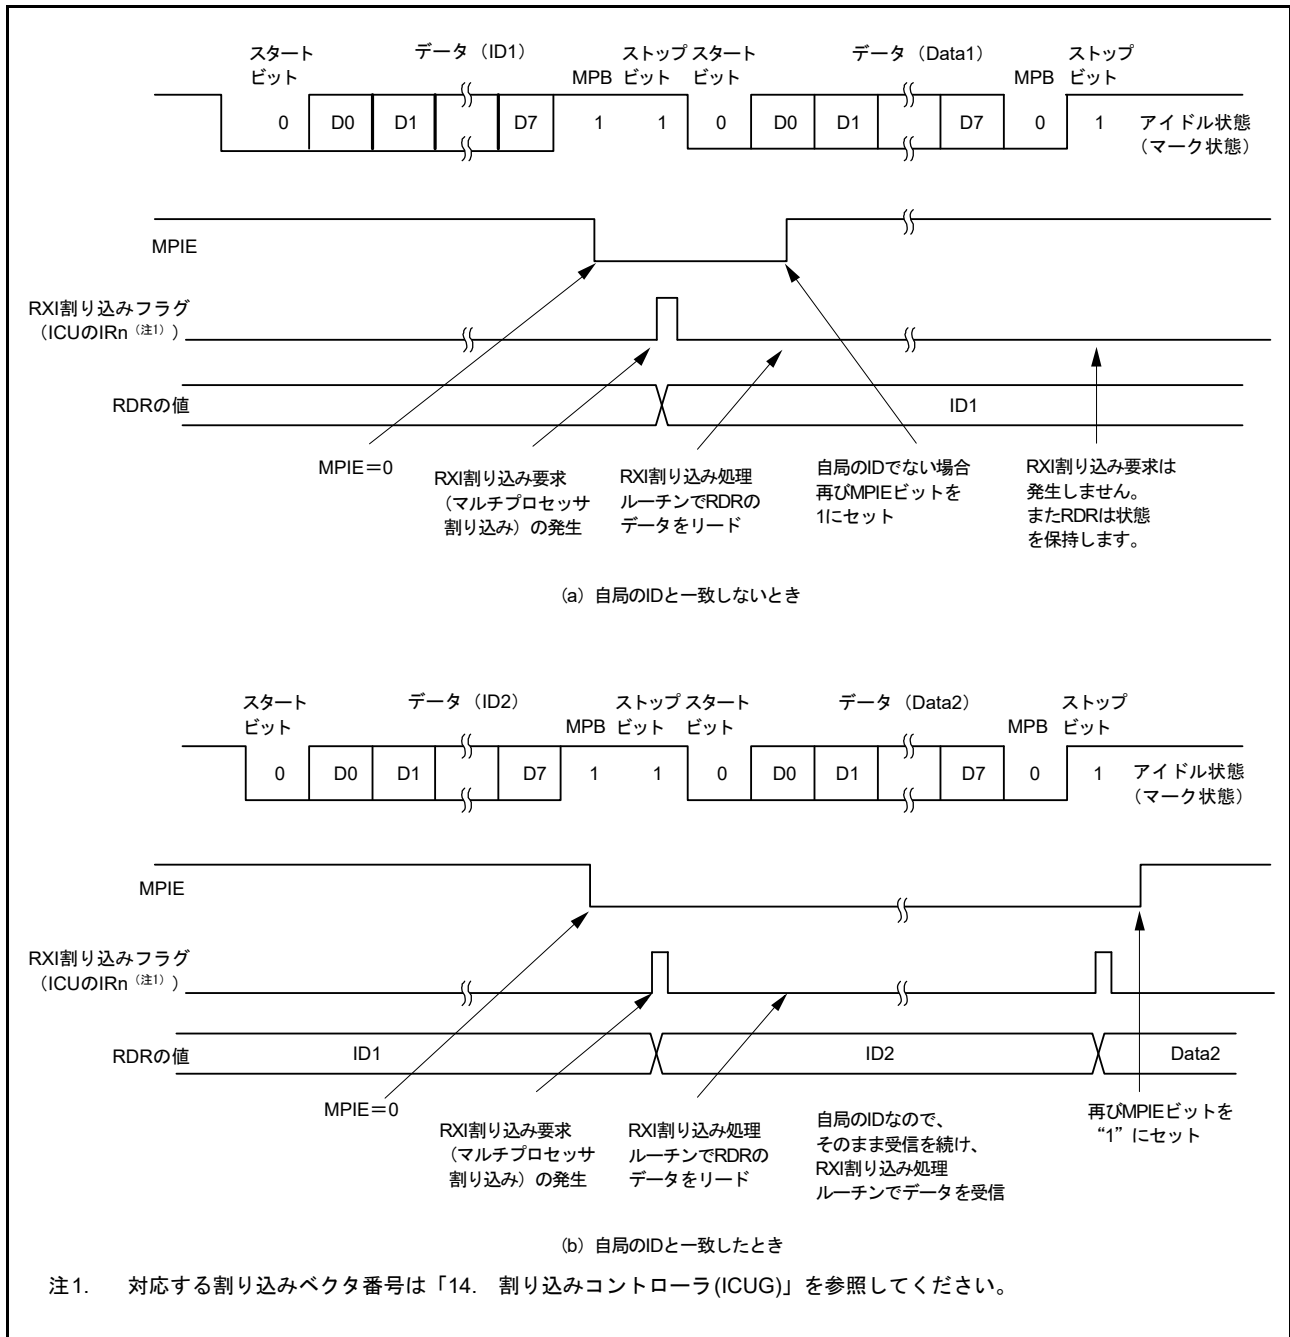 スタート データ（ID1） ストップ スタート データ（Data1） ストップ
ビット MPB ビット ビット MPB ビット
0 D0 D1 D7 1 1 0 D0 D1 D7 0 1 アイドル状態
（マーク状態）
MPIE
RXI割り込みフラグ
（ICUのIRn（注1））
RDRの値 ID1
MPIE＝0
RXI割り込み要求
（マルチプロセッサ
割り込み）の発生
RXI割り込み処理
ルーチンでRDRの
データをリード
自局のIDでない場合
再びMPIEビットを
1にセット
RXI割り込み要求は
発生しません。
またRDRは状態
を保持します。
（a）自局のIDと一致しないとき
スタート データ（ID2） ストップ スタート データ（Data2） ストップ
ビット MPB ビット ビット MPB ビット
0 D0 D1 D7 1 1 0 D0 D1 D7 0 1 アイドル状態
（マーク状態）
MPIE
RXI割り込みフラグ
（ICUのIRn（注1））
RDRの値 ID1 ID2 Data2
MPIE＝0
RXI割り込み要求
（マルチプロセッサ
割り込み）の発生
RXI割り込み処理
ルーチンでRDRの
データをリード
自局のIDなので、
そのまま受信を続け、
RXI割り込み処理
ルーチンでデータを受信
再びMPIEビットを
“1”にセット
（b）自局のIDと一致したとき
注1. 対応する割り込みベクタ番号は「14. 割り込みコントローラ(ICUG)」を参照してください。